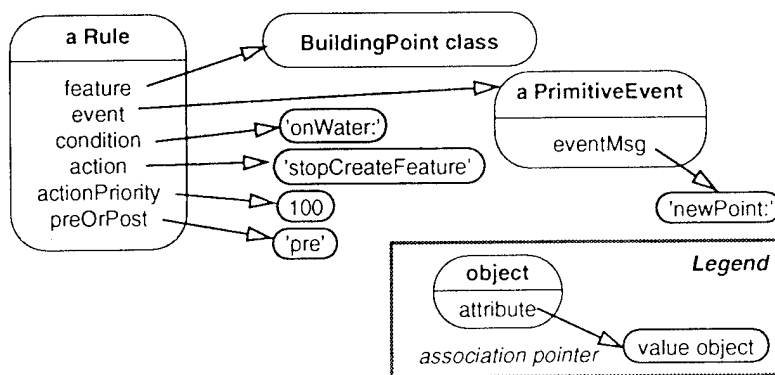 a Rule
feature
event
condition
action
actionPriority
preOrPost
BuildingPoint class
a PrimitiveEvent
eventMsg
'newPoint:'
'onWater:'
'stopCreateFeature'
100
'pre'
Legend
object
attribute
association pointer
value object